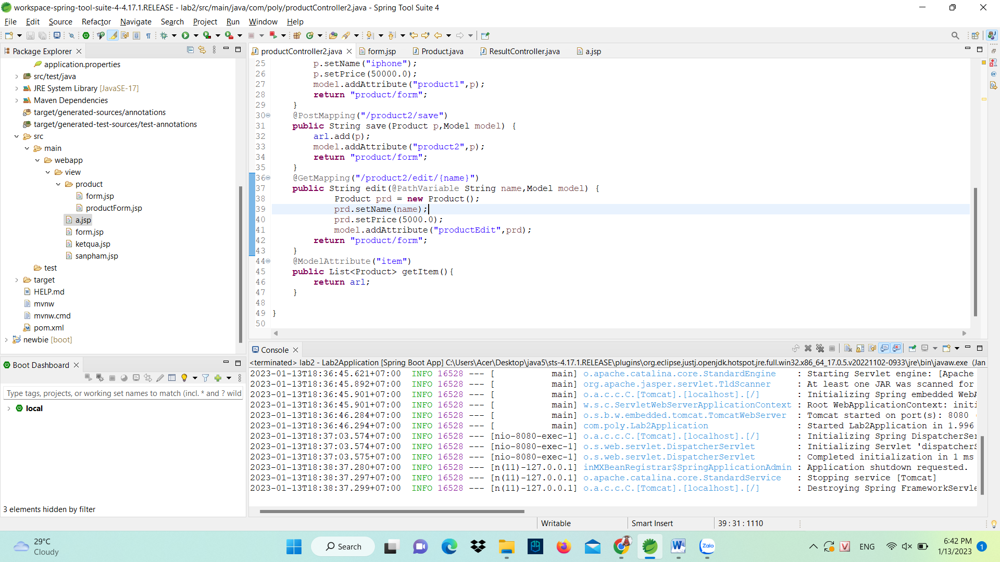 workspace-spring-tool-suite-4-4.17.1.RELEASE - lab2/src/main/java/com/poly/productController2.java - Spring Tool Suite 4
File Edit Source Refactor Navigate Search Project Run Window Help
Package Explorer
application.properties
src/test/java
JRE System Library [JavaSE-17]
Maven Dependencies
target/generated-sources/annotations
target/generated-test-sources/test-annotations
src
main
webapp
view
product
form.jsp
productForm.jsp
a.jsp
form.jsp
ketqua.jsp
sanpham.jsp
test
target
HELP.md
mvnw
mvnw.cmd
pom.xml
newbie [boot]
Boot Dashboard
Type tags, projects, or working set names to match (incl. * and ? wild
local
3 elements hidden by filter
productController2.java form.jsp Product.java ResultController.java a.jsp
25 p.setName("iphone");
26 p.setPrice(50000.0);
27 model.addAttribute("product1",p);
28 return "product/form";
29 }
30 @PostMapping("/product2/save")
31 public String save(Product p,Model model) {
32 arl.add(p);
33 model.addAttribute("product2",p);
34 return "product/form";
35 }
36 @GetMapping("/product2/edit/{name}")
37 public String edit(@PathVariable String name,Model model) {
38 Product prd = new Product();
39 prd.setName(name);
40 prd.setPrice(5000.0);
41 model.addAttribute("productEdit",prd);
42 return "product/form";
43 }
44 @ModelAttribute("item")
45 public List<Product> getItem(){
46 return arl;
47 }
48
49 }
50
Console
<terminated> lab2 - Lab2Application [Spring Boot App] C:\Users\Acer\Desktop\java5\sts-4.17.1.RELEASE\plugins\org.eclipse.justj.openjdk.hotspot.jre.full.win32.x86_64_17.0.5.v20221102-0933\jre\bin\javaw.exe (Jan
2023-01-13T18:36:45.621+07:00 INFO 16528 --- [ main] o.apache.catalina.core.StandardEngine : Starting Servlet engine: [Apache
2023-01-13T18:36:45.892+07:00 INFO 16528 --- [ main] org.apache.jasper.servlet.TldScanner : At least one JAR was scanned for
2023-01-13T18:36:45.901+07:00 INFO 16528 --- [ main] o.a.c.c.C.[Tomcat].[localhost].[/] : Initializing Spring embedded WebA
2023-01-13T18:36:45.901+07:00 INFO 16528 --- [ main] w.s.c.ServletWebServerApplicationContext : Root WebApplicationContext: initi
2023-01-13T18:36:46.284+07:00 INFO 16528 --- [ main] o.s.b.w.embedded.tomcat.TomcatWebServer : Tomcat started on port(s): 8080 (
2023-01-13T18:36:46.294+07:00 INFO 16528 --- [ main] com.poly.Lab2Application : Started Lab2Application in 1.996
2023-01-13T18:37:03.574+07:00 INFO 16528 --- [nio-8080-exec-1] o.a.c.c.C.[Tomcat].[localhost].[/] : Initializing Spring DispatcherSer
2023-01-13T18:37:03.574+07:00 INFO 16528 --- [nio-8080-exec-1] o.s.web.servlet.DispatcherServlet : Initializing Servlet 'dispatcherS
2023-01-13T18:37:03.575+07:00 INFO 16528 --- [nio-8080-exec-1] o.s.web.servlet.DispatcherServlet : Completed initialization in 1 ms
2023-01-13T18:38:37.280+07:00 INFO 16528 --- [n(11)-127.0.0.1] inMXBeanRegistrar$SpringApplicationAdmin : Application shutdown requested.
2023-01-13T18:38:37.297+07:00 INFO 16528 --- [n(11)-127.0.0.1] o.apache.catalina.core.StandardService : Stopping service [Tomcat]
2023-01-13T18:38:37.299+07:00 INFO 16528 --- [n(11)-127.0.0.1] o.a.c.c.C.[Tomcat].[localhost].[/] : Destroying Spring FrameworkServle
Writable Smart Insert 39 : 31 : 1110
29°C
Cloudy
Search
Zalo
ENG
6:42 PM
1/13/2023
1